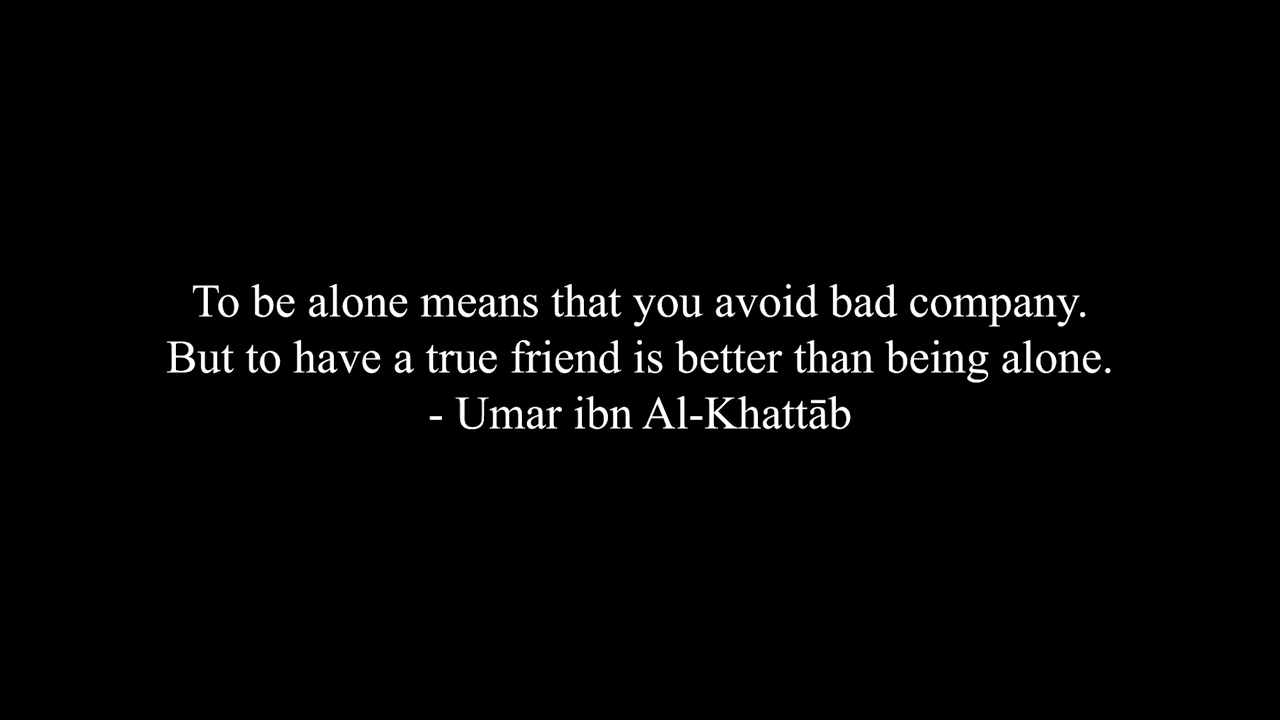 To be alone means that you avoid bad company.
But to have a true friend is better than being alone.
- Umar ibn Al-Khattāb